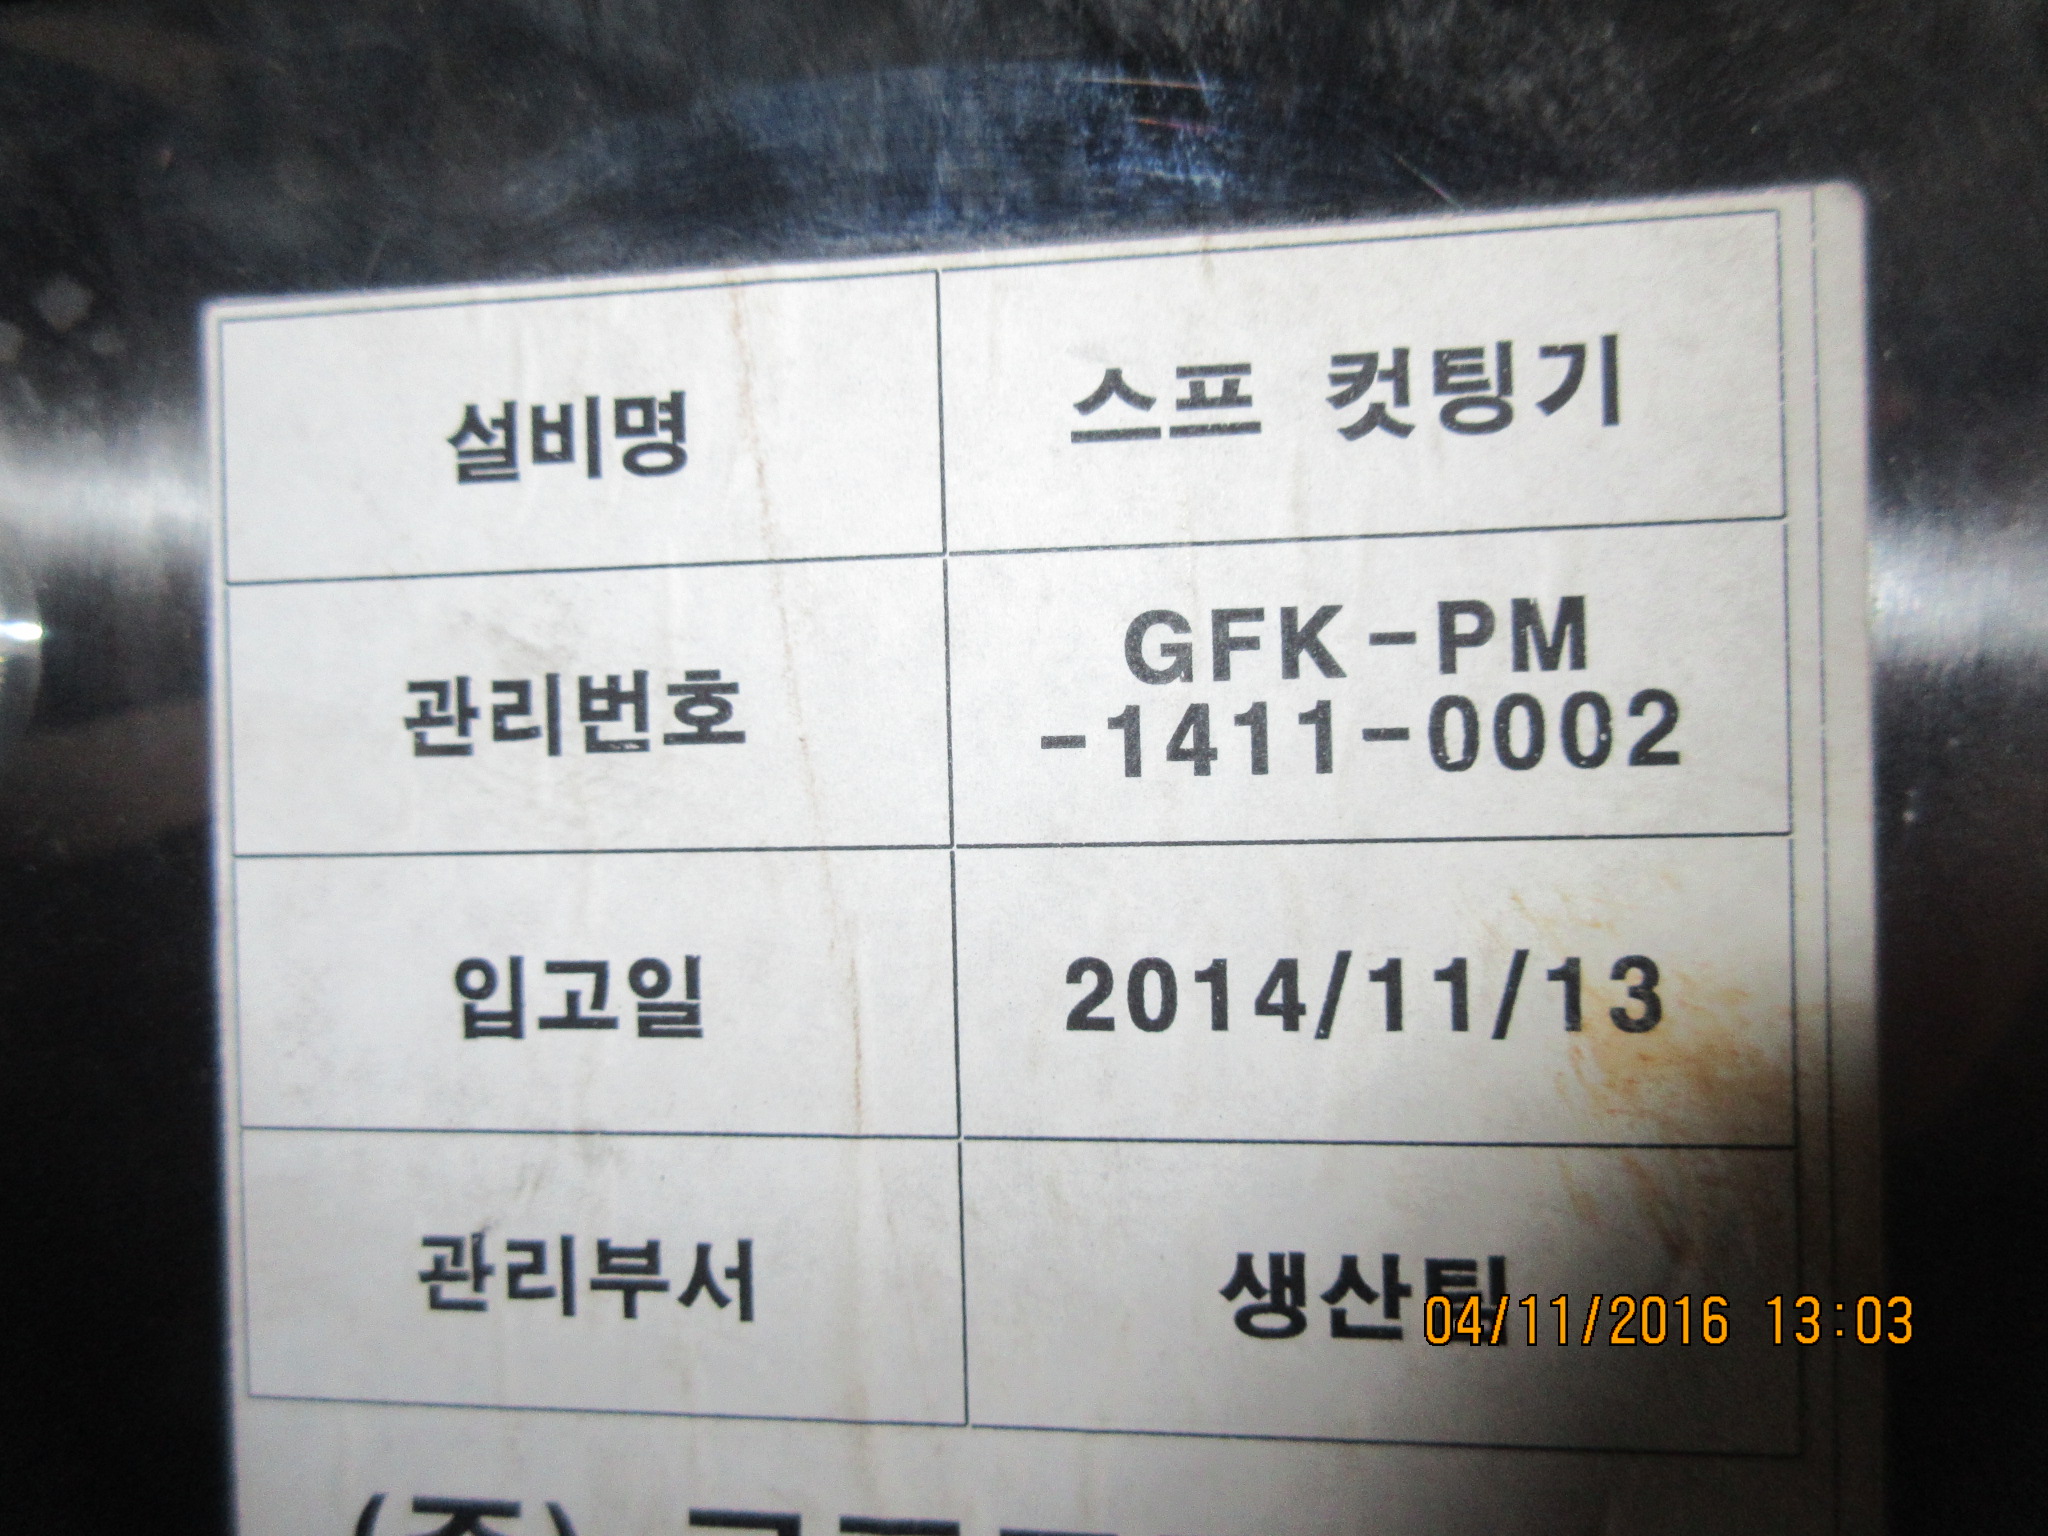 설비명 스프 컷팅기
관리번호 GFK-PM
-1411-0002
입고일 2014/11/13
관리부서 생산팀
04/11/2016 13:03
(주)